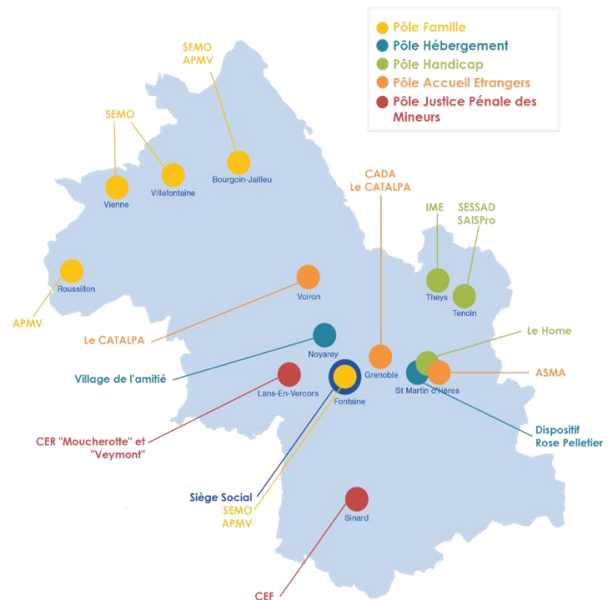 Pôle Famille
Pôle Hébergement
Pôle Handicap
Pôle Accueil Etrangers
Pôle Justice Pénale des
Mineurs
SEMO
APMV
SEMO
Bourgoin-Jailleu
Villefontaine
Vienne
CADA
Le CATALPA
IME
SESSAD
SAISPro
Roussillon
Voiron
Theys
Tencin
APMV
Le CATALPA
Le Home
Noyarey
Village de l'amitié
Grenoble
ASMA
Lans-En-Vercors
Fontaine
St Martin d'Hères
Dispositif
Rose Pelletier
CER "Moucherotte" et
"Veymont"
Siège Social
SEMO
APMV
Sinard
CEF